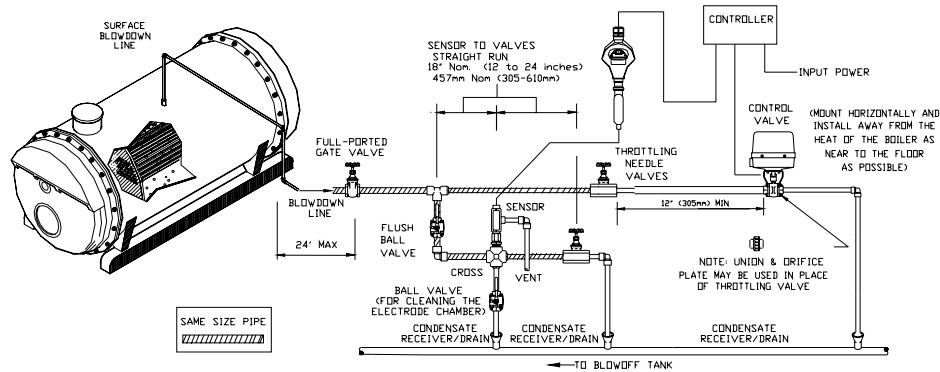 SURFACE
BLOWDOWN
LINE
SENSOR TO VALVES
STRAIGHT RUN
18" Nom. (12 to 24 inches)
457mm Nom (305-610mm)
CONTROLLER
INPUT POWER
CONTROL
VALVE
(MOUNT HORIZONTALLY AND
INSTALL AWAY FROM THE
HEAT OF THE BOILER AS
NEAR TO THE FLOOR
AS POSSIBLE)
FULL-PORTED
GATE VALVE
THROTTLING
NEEDLE
VALVES
BLOWDOWN
LINE
SENSOR
12" (305mm) MIN
24' MAX
FLUSH
BALL
VALVE
CROSS
VENT
NOTE: UNION & ORIFICE
PLATE MAY BE USED IN PLACE
OF THROTTLING VALVE
BALL VALVE
(FOR CLEANING THE
ELECTRODE CHAMBER)
SAME SIZE PIPE
CONDENSATE
RECEIVER/DRAIN
CONDENSATE
RECEIVER/DRAIN
CONDENSATE
RECEIVER/DRAIN
TO BLOWOFF TANK